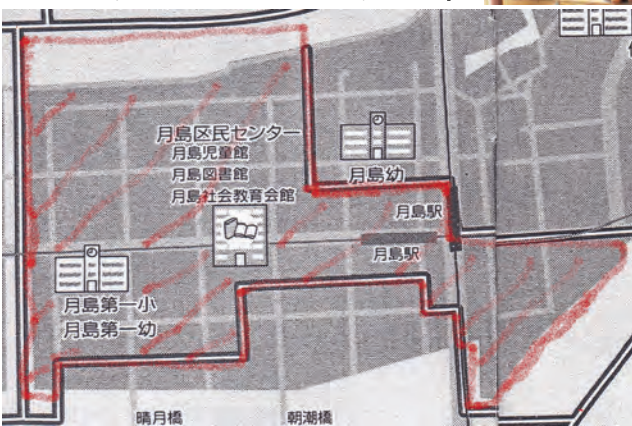 月島区民センター
月島児童館
月島図書館
月島社会教育会館
月島幼
月島駅
月島駅
月島第一小
月島第一幼
晴月橋
朝潮橋